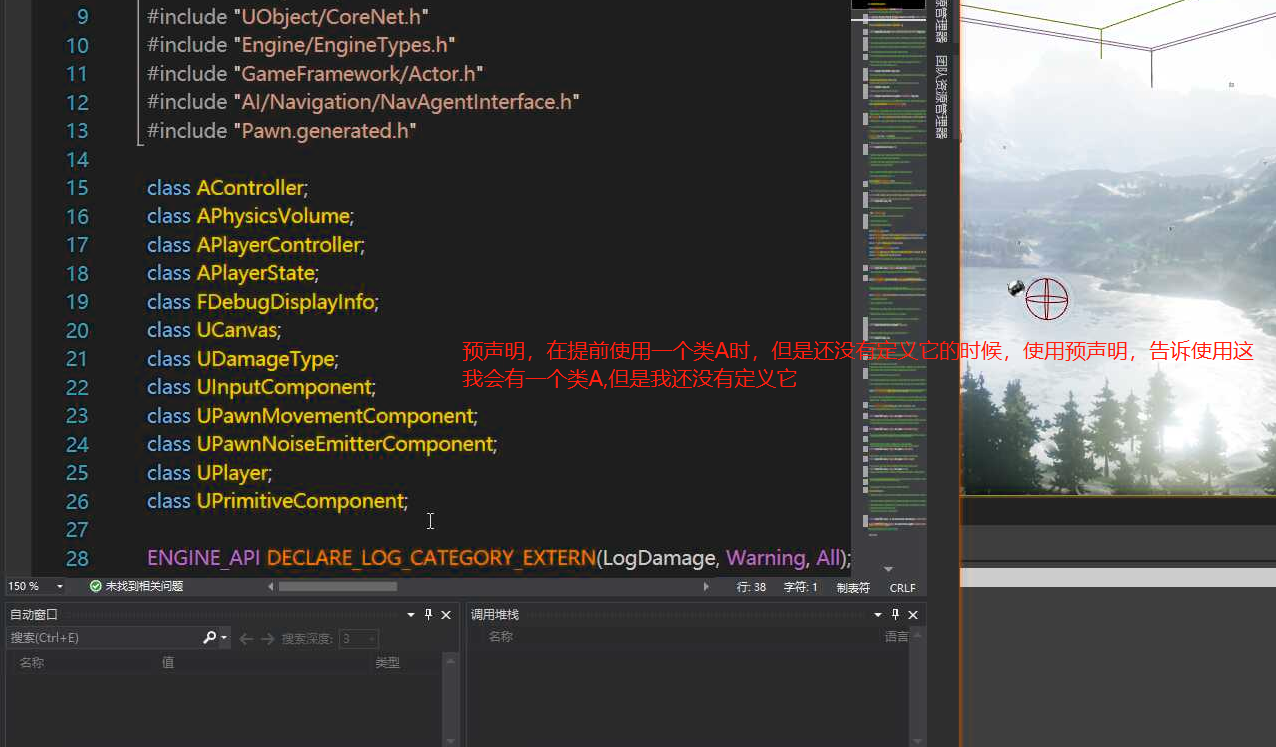 9 #include "UObject/CoreNet.h"
10 #include "Engine/EngineTypes.h"
11 #include "GameFramework/Actor.h"
12 #include "AI/Navigation/NavAgentInterface.h"
13 #include "Pawn.generated.h"
14
15 class AController;
16 class APhysicsVolume;
17 class APlayerController;
18 class APlayerState;
19 class FDebugDisplayInfo;
20 class UCanvas;
21 class UDamageType;
22 class UInputComponent;
23 class UPawnMovementComponent;
24 class UPawnNoiseEmitterComponent;
25 class UPlayer;
26 class UPrimitiveComponent;
27
28 ENGINE_API DECLARE_LOG_CATEGORY_EXTERN(LogDamage, Warning, All);
预声明，在提前使用一个类A时，但是还没有定义它的时候，使用预声明，告诉使用这
我会有一个类A,但是我还没有定义它
源管理器
团队资源管理器
150 % 未找到相关问题 行: 38 字符: 1 制表符 CRLF
自动窗口
搜索(Ctrl+E) 搜索深度: 3
名称 值 类型
调用堆栈
名称 语言